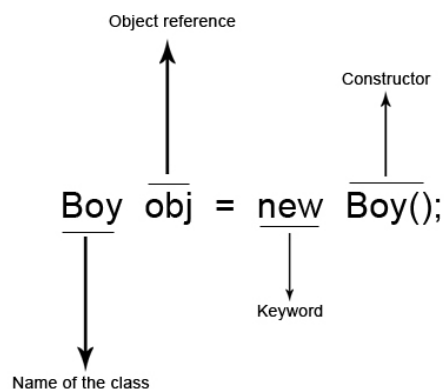 Object reference
Constructor
Boy obj = new Boy();
Keyword
Name of the class